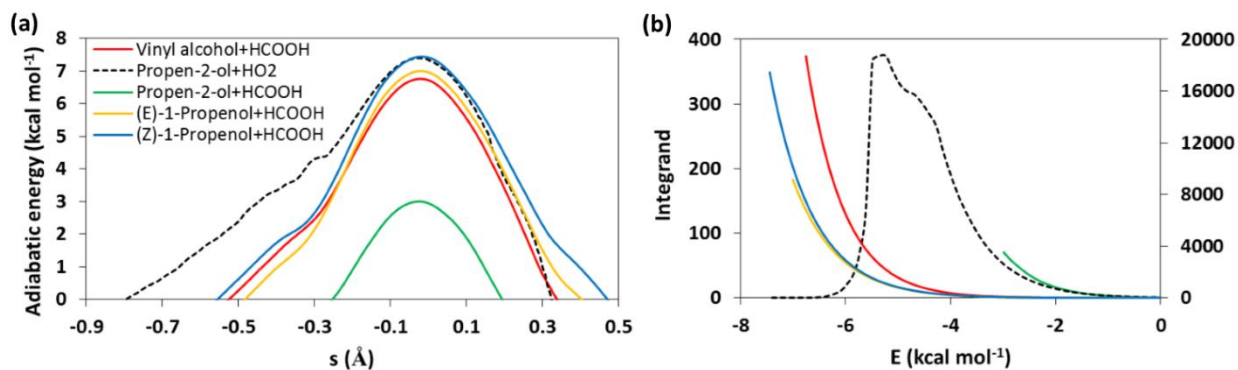 (a)
Adiabatic energy (kcal mol⁻¹)
8
7
6
5
4
3
2
1
0
Vinyl alcohol+HCOOH
Propen-2-ol+HO2
Propen-2-ol+HCOOH
(E)-1-Propenol+HCOOH
(Z)-1-Propenol+HCOOH
-0.9 -0.7 -0.5 -0.3 -0.1 0.1 0.3 0.5
s (Å)
(b)
Integrand
400
300
200
100
0
20000
16000
12000
8000
4000
0
-8 -6 -4 -2 0
E (kcal mol⁻¹)